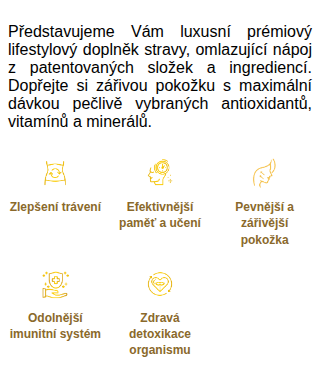 Představujeme Vám luxusní prémiový
lifestylový doplněk stravy, omlazující nápoj
z patentovaných složek a ingrediencí.
Dopřejte si zářivou pokožku s maximální
dávkou pečlivě vybraných antioxidantů,
vitamínů a minerálů.
Zlepšení trávení
Efektivnější
paměť a učení
Pevnější a
zářivější
pokožka
Odolnější
imunitní systém
Zdravá
detoxikace
organismu